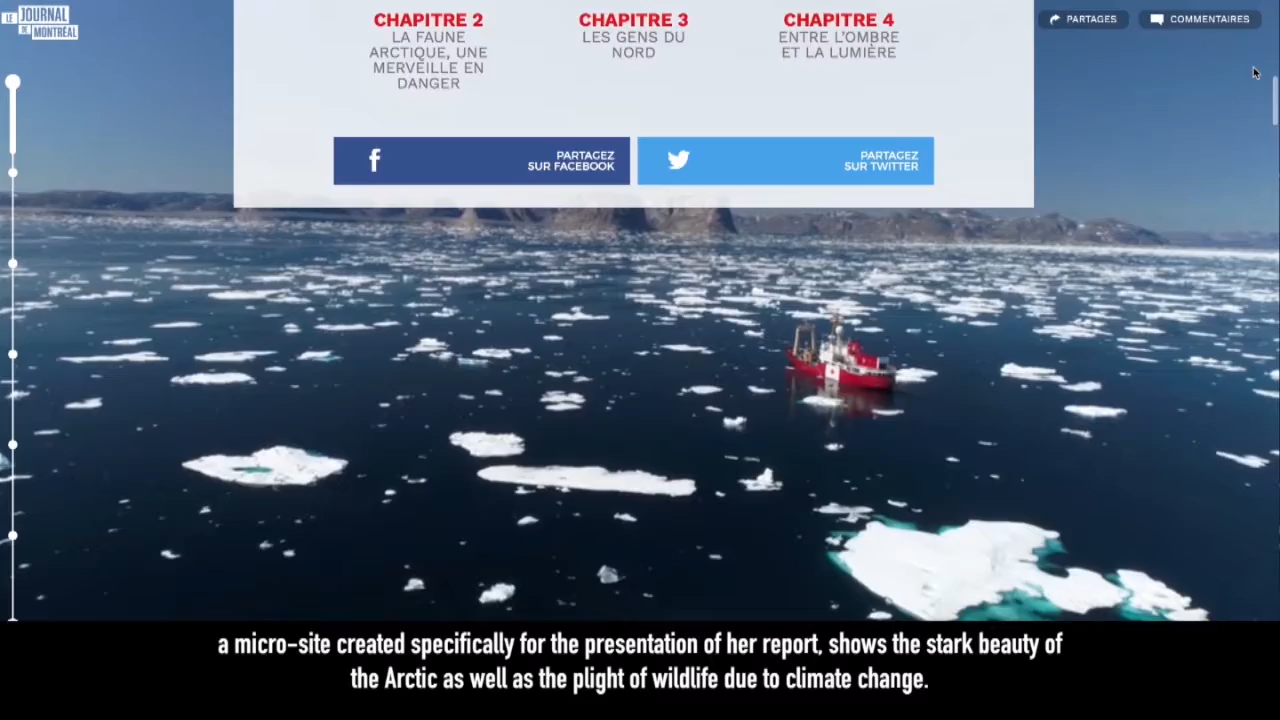 LE JOURNAL
DE MONTRÉAL
PARTAGES
COMMENTAIRES
CHAPITRE 2
LA FAUNE
ARCTIQUE, UNE
MERVEILLE EN
DANGER
CHAPITRE 3
LES GENS DU
NORD
CHAPITRE 4
ENTRE L'OMBRE
ET LA LUMIÈRE
PARTAGEZ
SUR FACEBOOK
PARTAGEZ
SUR TWITTER
a micro-site created specifically for the presentation of her report, shows the stark beauty of
the Arctic as well as the plight of wildlife due to climate change.